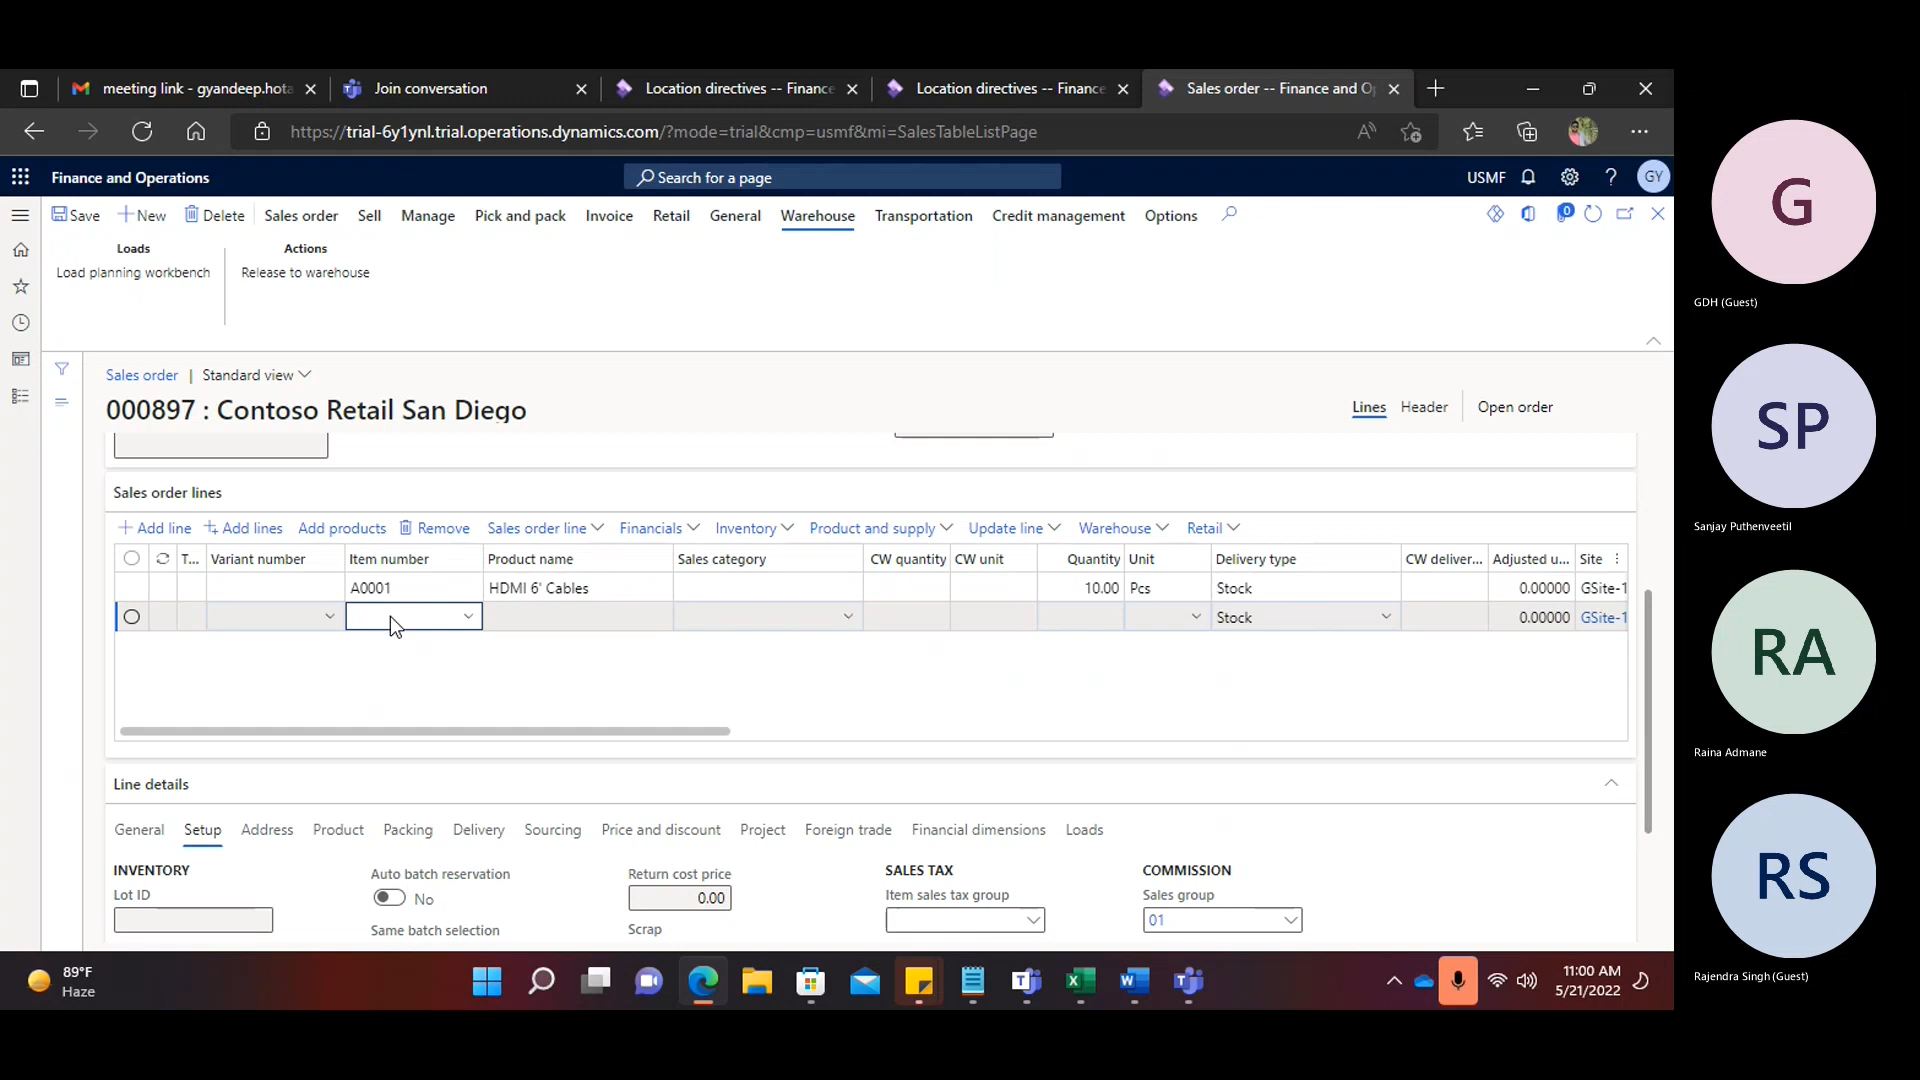 meeting link - gyandeep.hota
Join conversation
Location directives -- Finance
Location directives -- Finance
Sales order -- Finance and Op
https://trial-6y1ynl.trial.operations.dynamics.com/?mode=trial&cmp=usmf&mi=SalesTableListPage
Finance and Operations
Search for a page
USMF
GY
Save
New
Delete
Sales order
Sell
Manage
Pick and pack
Invoice
Retail
General
Warehouse
Transportation
Credit management
Options
0
Loads
Actions
Load planning workbench
Release to warehouse
Sales order | Standard view
000897 : Contoso Retail San Diego
Lines
Header
Open order
Sales order lines
Add line
Add lines
Add products
Remove
Sales order line
Financials
Inventory
Product and supply
Update line
Warehouse
Retail
T... Variant number Item number Product name Sales category CW quantity CW unit Quantity Unit Delivery type CW deliver... Adjusted u... Site
A0001 HDMI 6' Cables 10.00 Pcs Stock 0.00000 GSite-1
Stock 0.00000 GSite-1
Line details
General
Setup
Address
Product
Packing
Delivery
Sourcing
Price and discount
Project
Foreign trade
Financial dimensions
Loads
INVENTORY
Lot ID
Auto batch reservation
No
Same batch selection
Return cost price
0.00
Scrap
SALES TAX
Item sales tax group
COMMISSION
Sales group
01
89°F
Haze
11:00 AM
5/21/2022
G
GDH (Guest)
SP
Sanjay Puthenveetil
RA
Raina Admane
RS
Rajendra Singh (Guest)